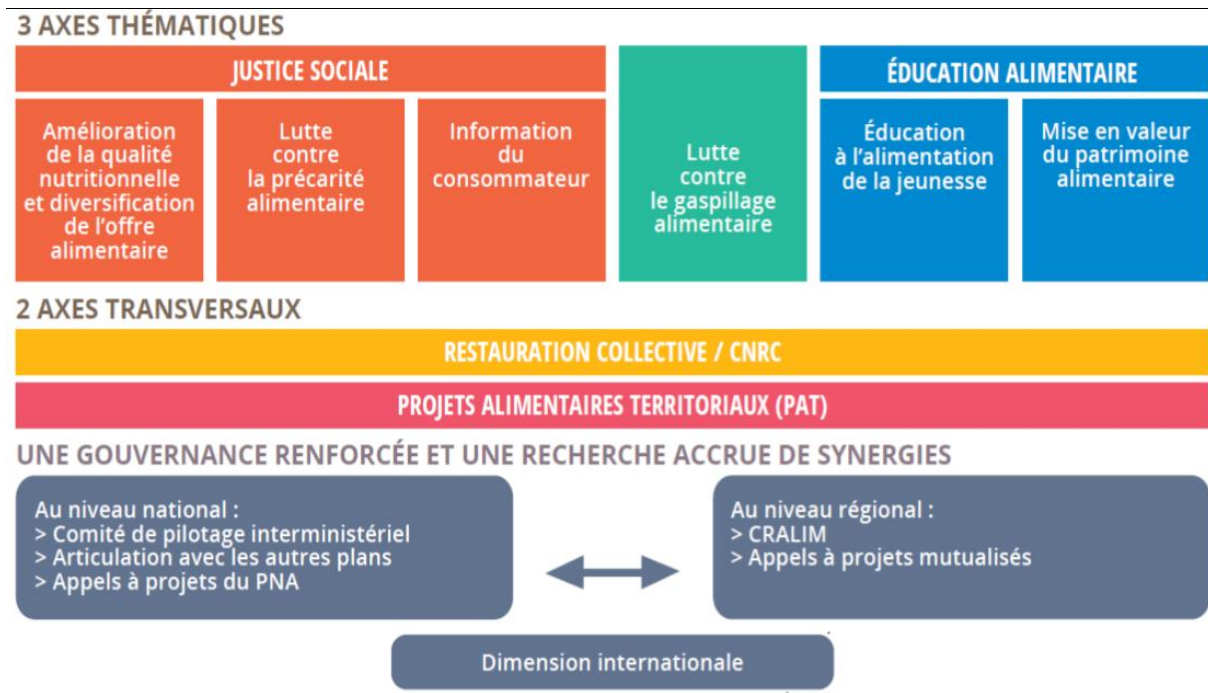 3 AXES THÉMATIQUES
JUSTICE SOCIALE
Amélioration
de la qualité
nutritionnelle
et diversification
de l'offre
alimentaire
Lutte
contre
la précarité
alimentaire
Information
du
consommateur
Lutte
contre
le gaspillage
alimentaire
ÉDUCATION ALIMENTAIRE
Éducation
à l'alimentation
de la jeunesse
Mise en valeur
du patrimoine
alimentaire
2 AXES TRANSVERSAUX
RESTAURATION COLLECTIVE / CNRC
PROJETS ALIMENTAIRES TERRITORIAUX (PAT)
UNE GOUVERNANCE RENFORCÉE ET UNE RECHERCHE ACCRUE DE SYNERGIES
Au niveau national :
> Comité de pilotage interministériel
> Articulation avec les autres plans
> Appels à projets du PNA
Au niveau régional :
> CRALIM
> Appels à projets mutualisés
Dimension internationale